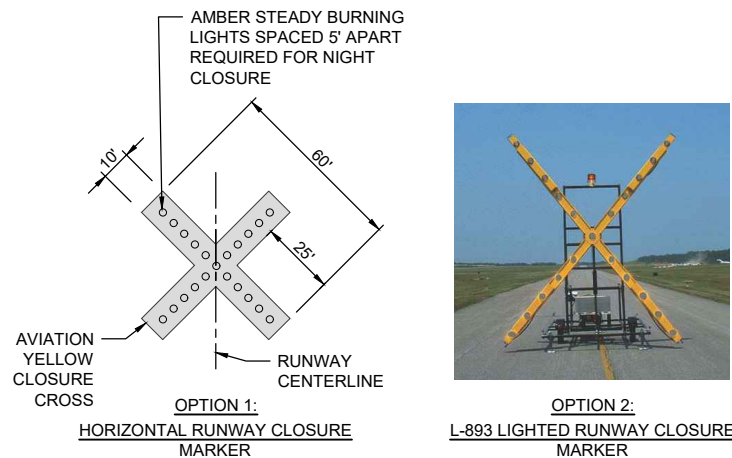 AMBER STEADY BURNING
LIGHTS SPACED 5' APART
REQUIRED FOR NIGHT
CLOSURE
10'
60'
25'
AVIATION
YELLOW
CLOSURE
CROSS
RUNWAY
CENTERLINE
OPTION 1:
HORIZONTAL RUNWAY CLOSURE
MARKER
OPTION 2:
L-893 LIGHTED RUNWAY CLOSURE
MARKER